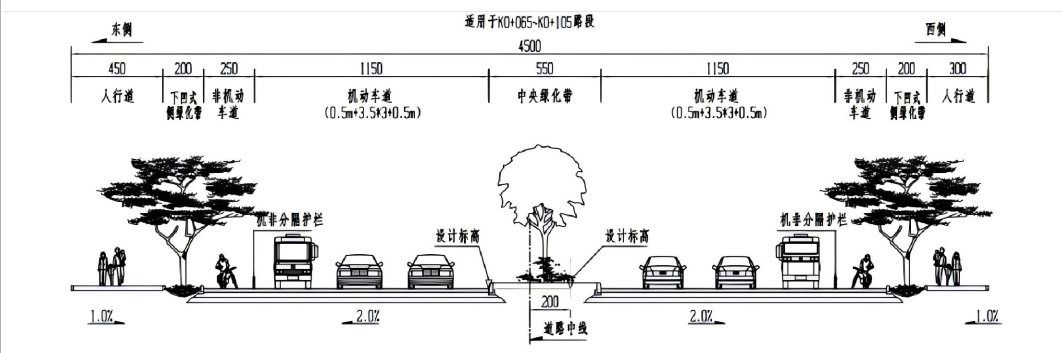 适用于K0+065~K0+105路段
东侧
西侧
4500
450 200 250 1150 550 1150 250 200 300
人行道 下凹式侧绿化带 非机动车道 机动车道 中央绿化带 机动车道 非机动车道 下凹式侧绿化带 人行道
(0.5m+3.5*3+0.5m) (0.5m+3.5*3+0.5m)
机非分隔护栏 设计标高 设计标高 机非分隔护栏
200
1.0% 2.0% 道路中线 2.0% 1.0%